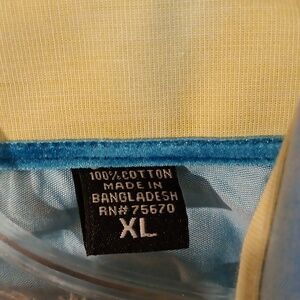 100% COTTON
MADE IN
BANGLADESH
RN# 75670
XL